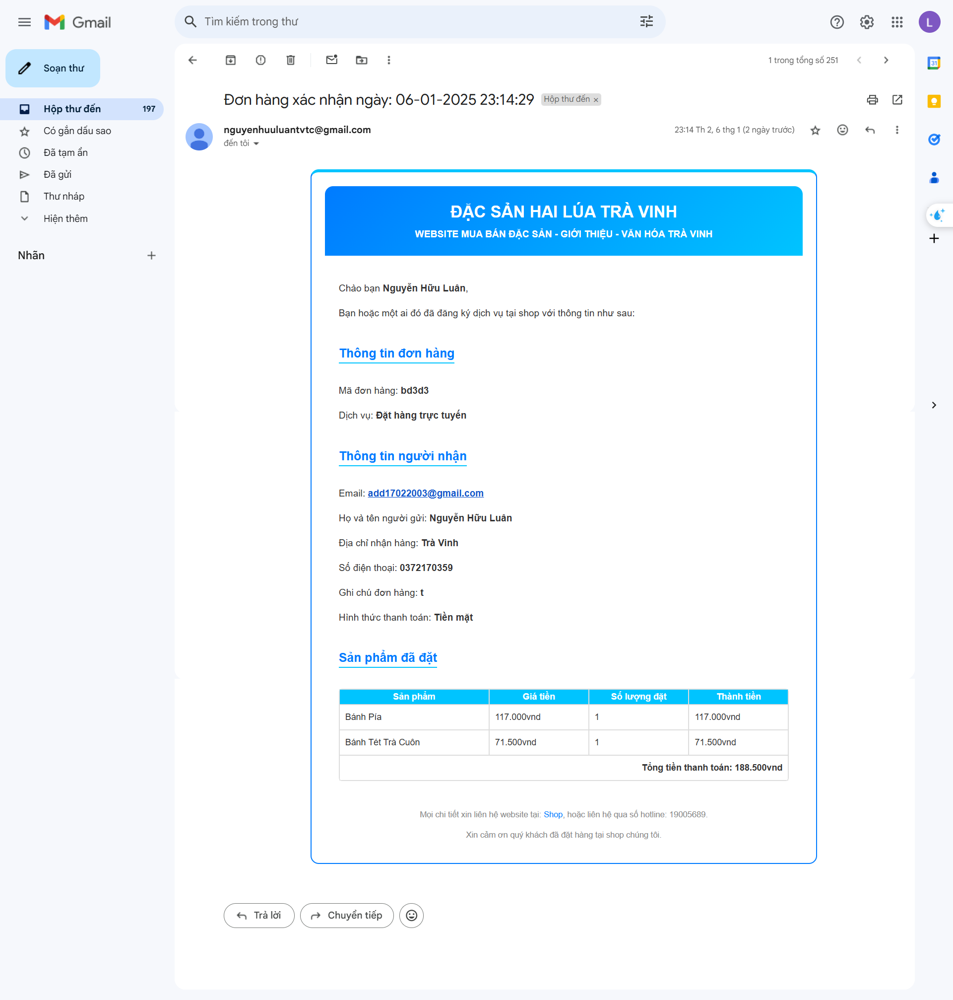 Gmail
Tìm kiếm trong thư
L
Soạn thư
1 trong tổng số 251
31
Hộp thư đến 197
Có gắn dấu sao
Đã tạm ẩn
Đã gửi
Thư nháp
Hiện thêm
Nhãn
Đơn hàng xác nhận ngày: 06-01-2025 23:14:29 Hộp thư đến ×
nguyenhuuluantvtc@gmail.com 23:14 Th 2, 6 thg 1 (2 ngày trước)
đến tôi
ĐẶC SẢN HAI LÚA TRÀ VINH
WEBSITE MUA BÁN ĐẶC SẢN - GIỚI THIỆU - VĂN HÓA TRÀ VINH
Chào bạn Nguyễn Hữu Luân,
Bạn hoặc một ai đó đã đăng ký dịch vụ tại shop với thông tin như sau:
Thông tin đơn hàng
Mã đơn hàng: bd3d3
Dịch vụ: Đặt hàng trực tuyến
Thông tin người nhận
Email: add17022003@gmail.com
Họ và tên người gửi: Nguyễn Hữu Luân
Địa chỉ nhận hàng: Trà Vinh
Số điện thoại: 0372170359
Ghi chú đơn hàng: t
Hình thức thanh toán: Tiền mặt
Sản phẩm đã đặt
Sản phẩm Giá tiền Số lượng đặt Thành tiền
Bánh Pía 117.000vnd 1 117.000vnd
Bánh Tét Trà Cuôn 71.500vnd 1 71.500vnd
Tổng tiền thanh toán: 188.500vnd
Mọi chi tiết xin liên hệ website tại: Shop, hoặc liên hệ qua số hotline: 19005689.
Xin cảm ơn quý khách đã đặt hàng tại shop chúng tôi.
Trả lời Chuyển tiếp